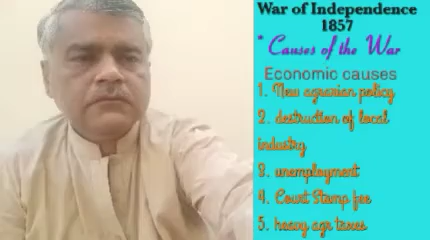 War of Independence
1857
* Causes of the War
Economic causes
1. New agrarian policy
2. destruction of local
industry
3. unemployment
4. Court Stamp fee
5. heavy agr taxes